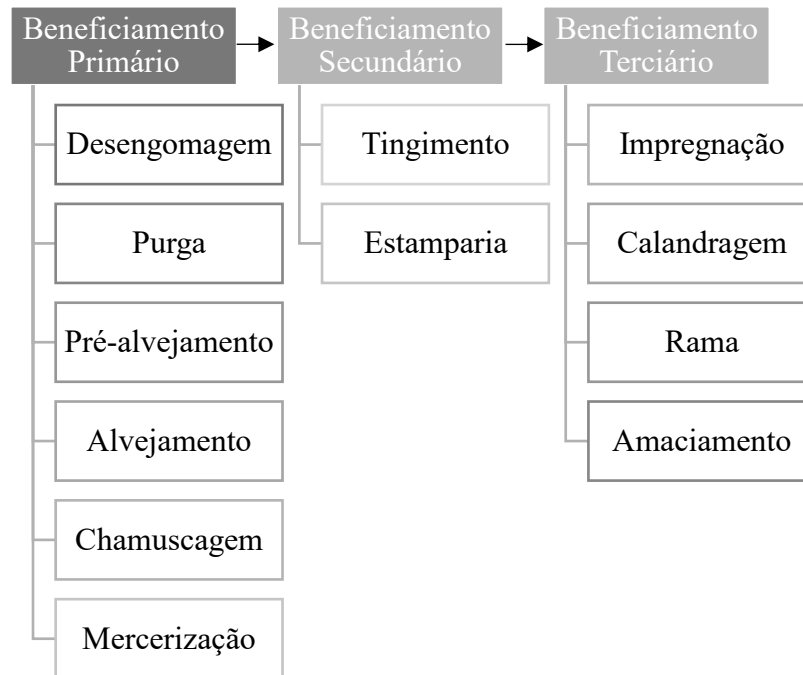 Beneficiamento
Primário
Desengomagem
Purga
Pré-alvejamento
Alvejamento
Chamuscagem
Mercerização
Beneficiamento
Secundário
Tingimento
Estamparia
Beneficiamento
Terciário
Impregnação
Calandragem
Rama
Amaciamento